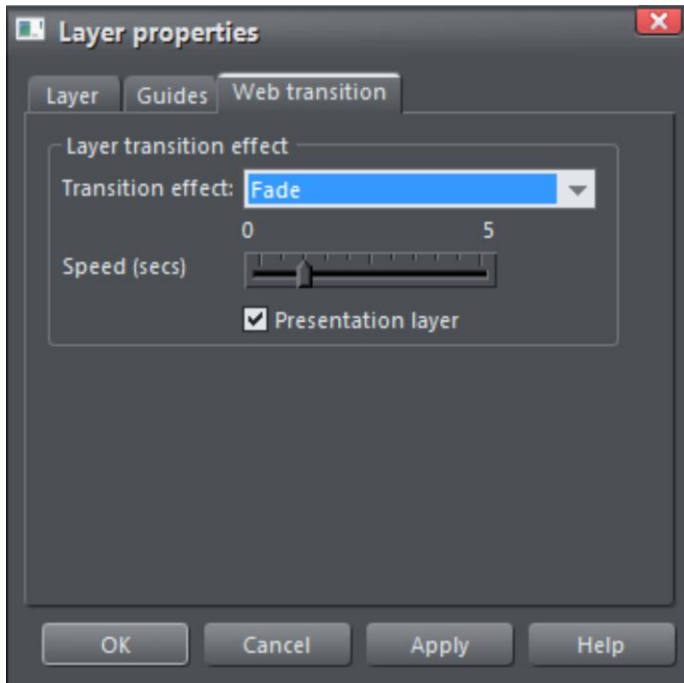 Layer properties
Layer Guides Web transition
Layer transition effect
Transition effect: Fade
0 5
Speed (secs)
Presentation layer
OK Cancel Apply Help